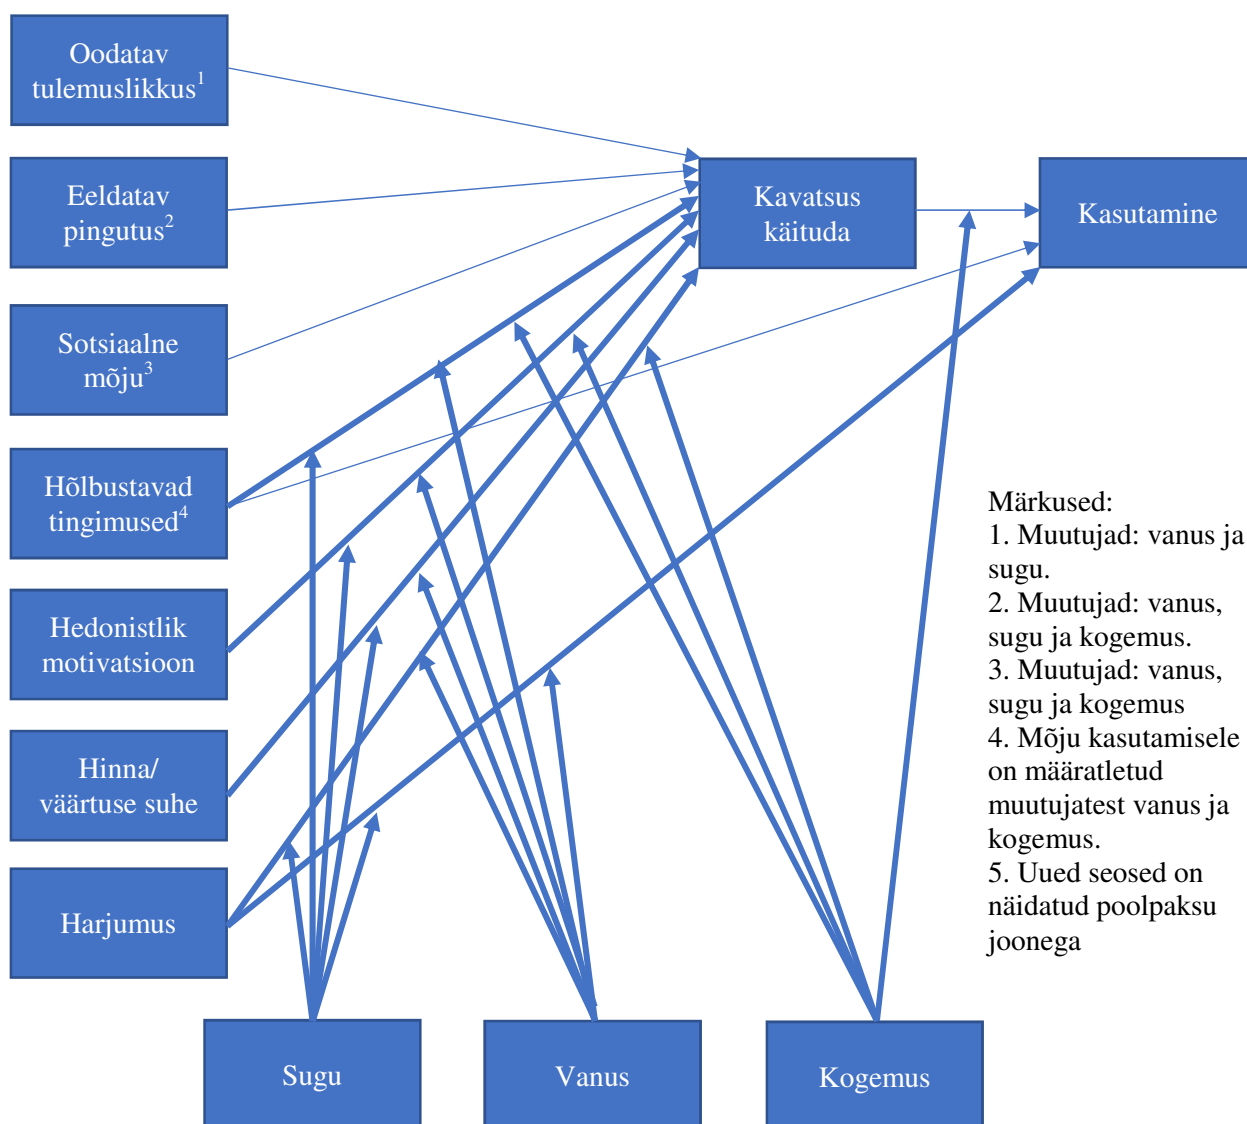 Oodatav
tulemuslikkus1
Eeldatav
pingutus2
Sotsiaalne
mõju3
Hõlbustavad
tingimused4
Hedonistlik
motivatsioon
Hinna/
väärtuse suhe
Harjumus
Kavatsus
käituda
Kasutamine
Märkused:
1. Muutujad: vanus ja
sugu.
2. Muutujad: vanus,
sugu ja kogemus.
3. Muutujad: vanus,
sugu ja kogemus
4. Mõju kasutamisele
on määratletud
muutujatest vanus ja
kogemus.
5. Uued seosed on
näidatud poolpaksu
joonega
Sugu
Vanus
Kogemus